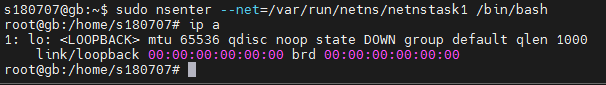 s180707@gb:~$ sudo nsenter --net=/var/run/netns/netnstask1 /bin/bash
root@gb:/home/s180707# ip a
1: lo: <LOOPBACK> mtu 65536 qdisc noop state DOWN group default qlen 1000
    link/loopback 00:00:00:00:00:00 brd 00:00:00:00:00:00
root@gb:/home/s180707#